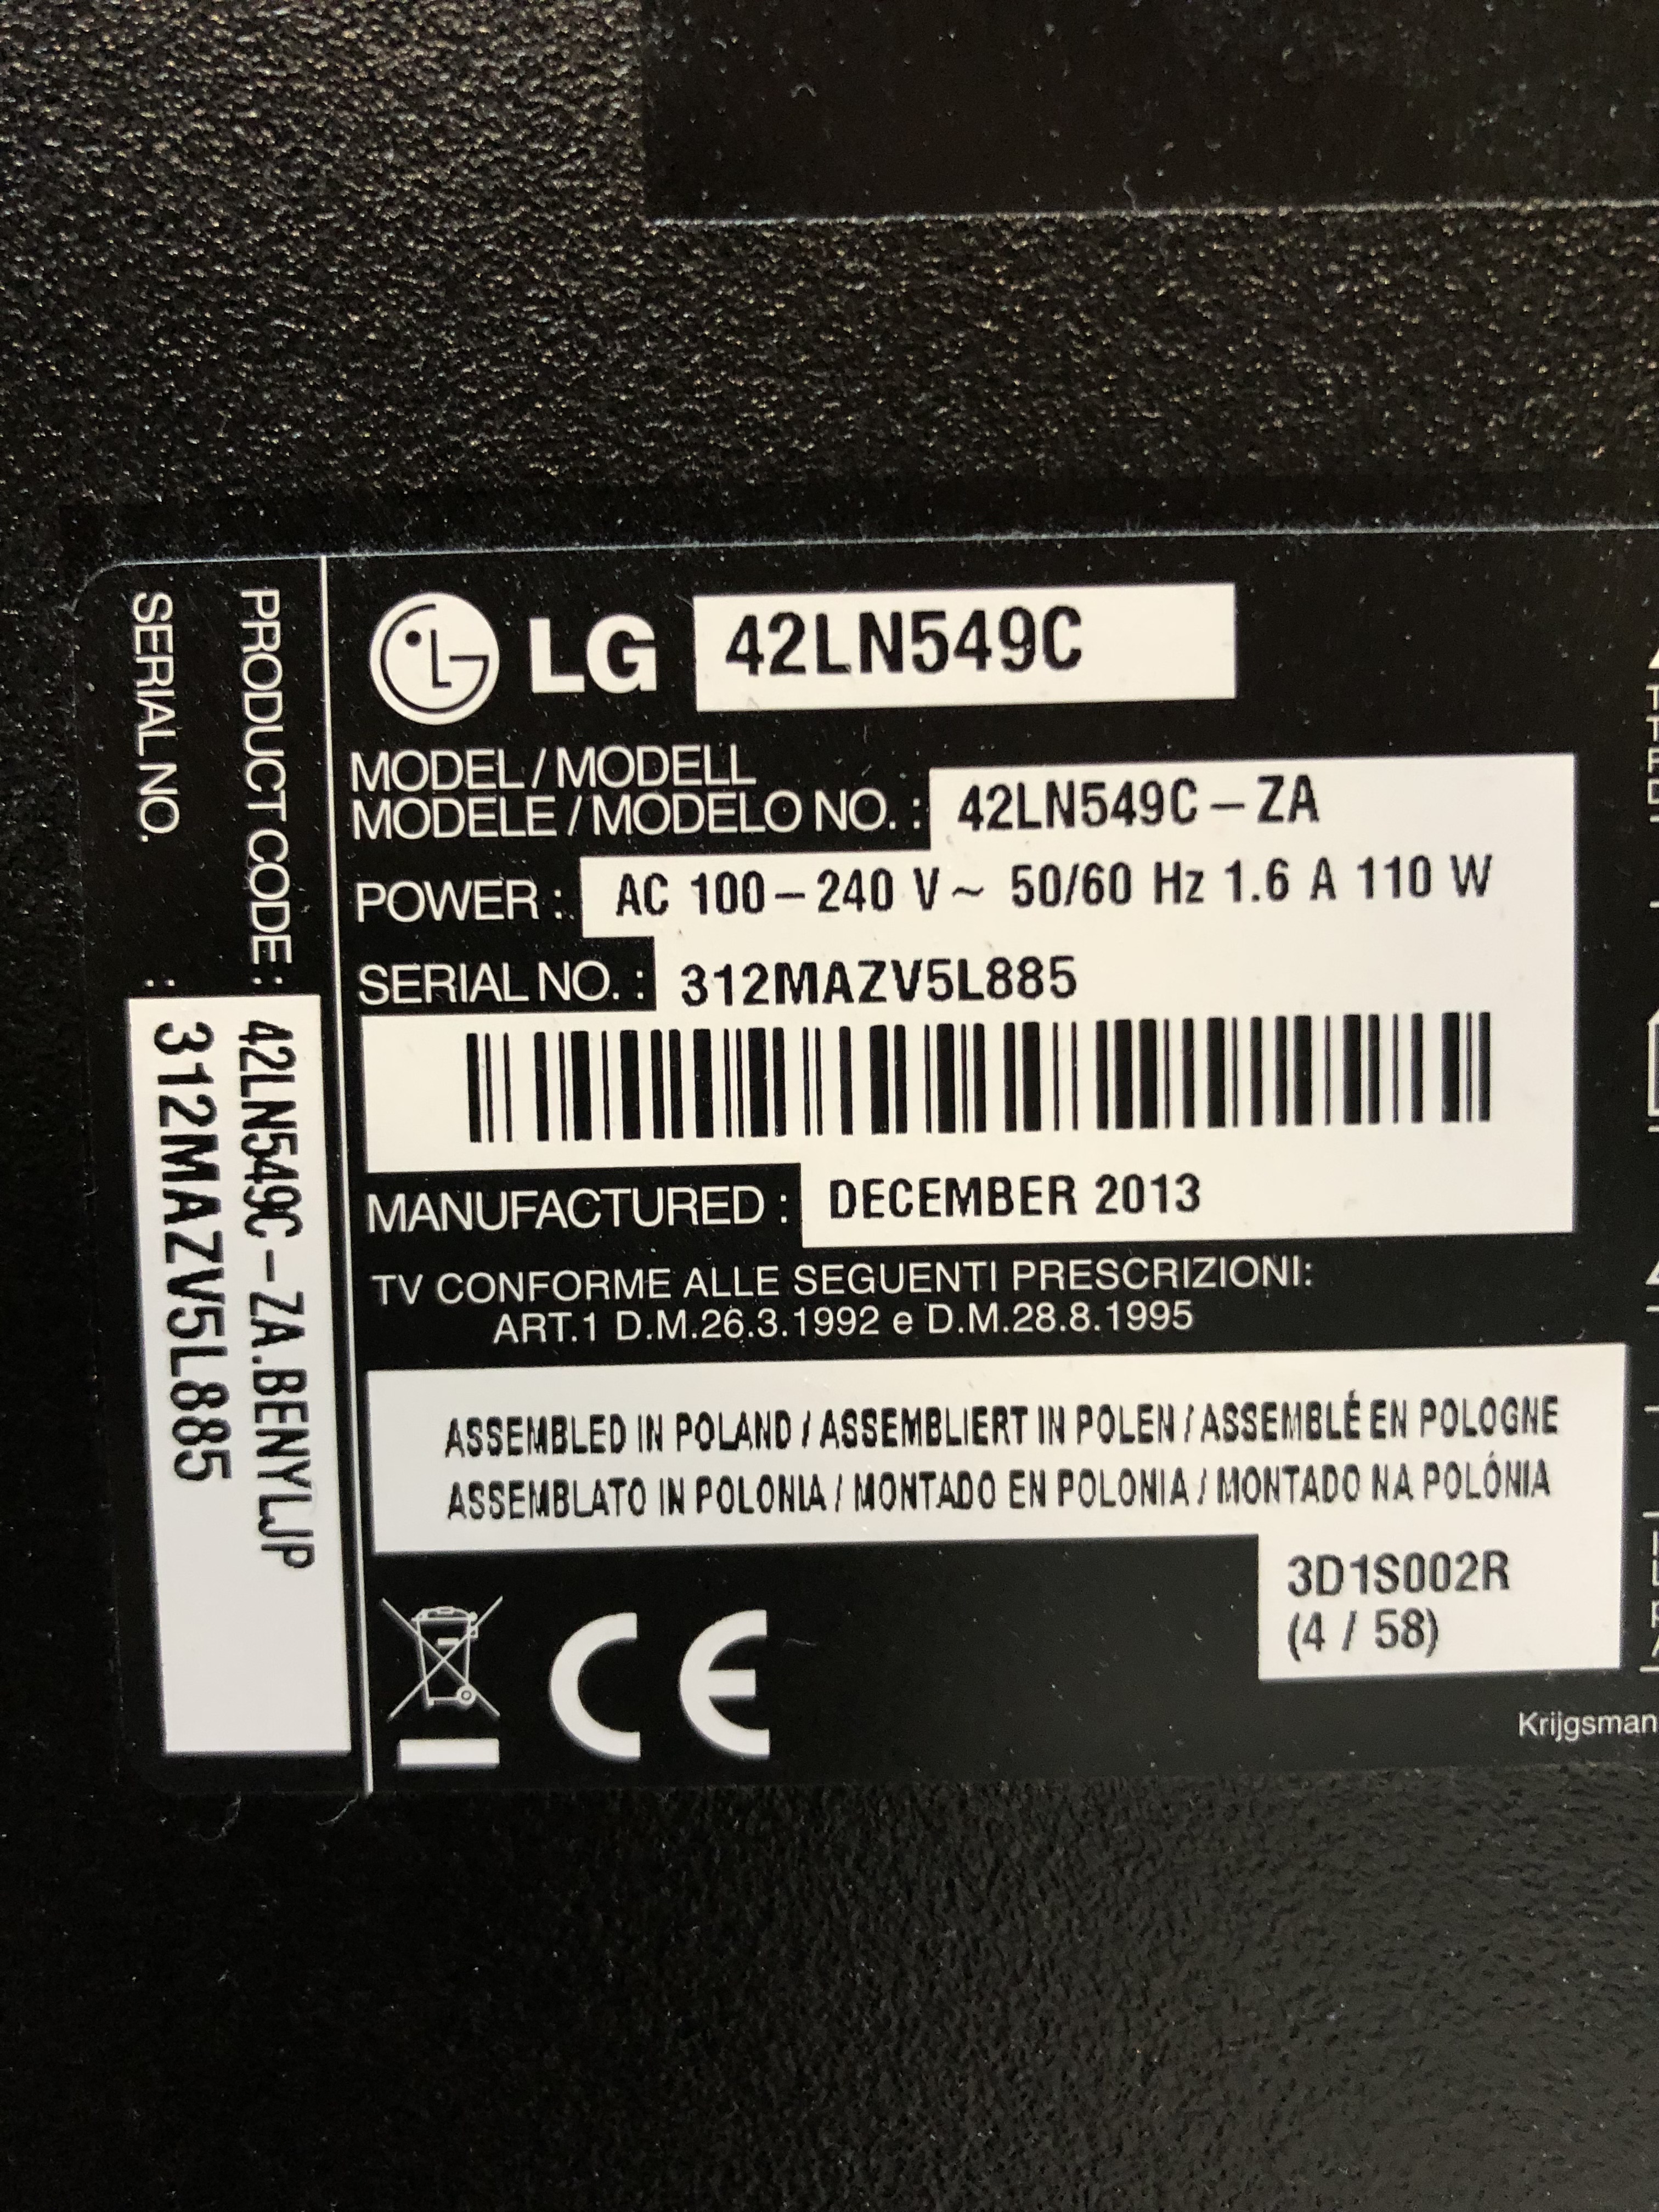 LG 42LN549C
MODEL / MODELL
MODELE / MODELO NO. : 42LN549C-ZA
POWER : AC 100-240 V~ 50/60 Hz 1.6 A 110 W
SERIAL NO. : 312MAZV5L885
MANUFACTURED : DECEMBER 2013
TV CONFORME ALLE SEGUENTI PRESCRIZIONI:
ART.1 D.M.26.3.1992 e D.M.28.8.1995
ASSEMBLED IN POLAND / ASSEMBLIERT IN POLEN / ASSEMBLÉ EN POLOGNE
ASSEMBLATO IN POLONIA / MONTADO EN POLONIA / MONTADO NA POLÓNIA
3D1S002R
(4 / 58)
CE
Krijgsman
PRODUCT CODE : 42LN549C-ZA.BENYLJP
SERIAL NO. : 312MAZV5L885